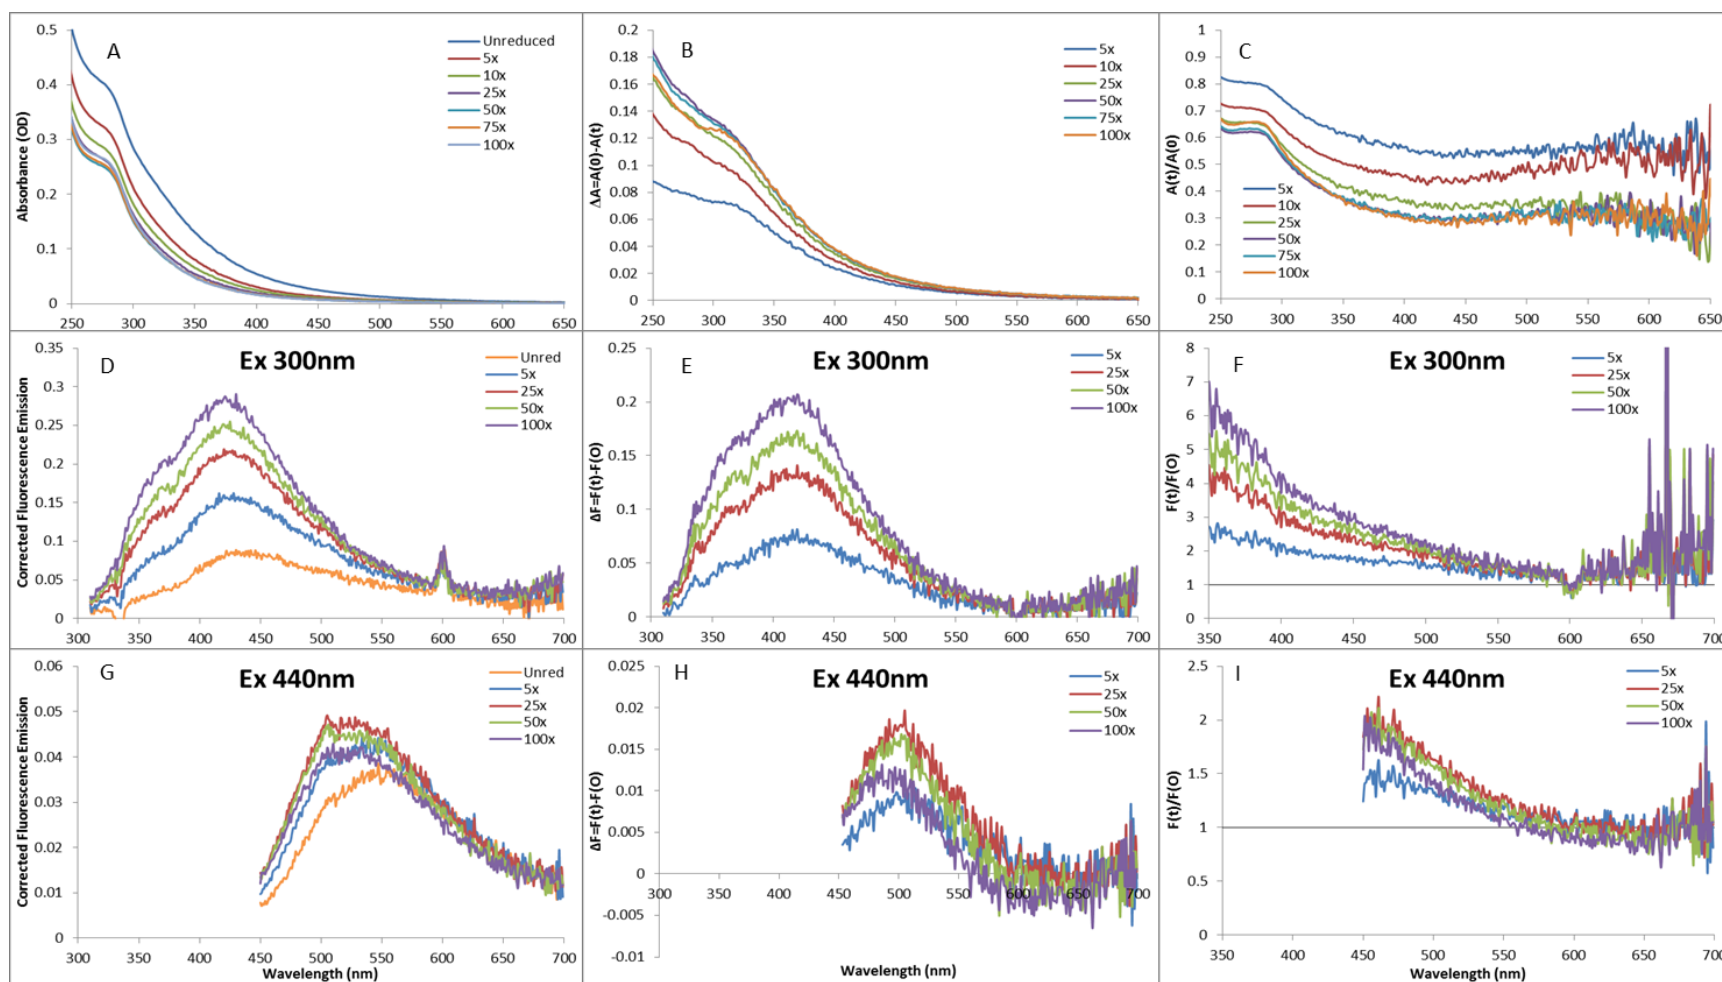 A
Absorbance (OD)
0.5
0.4
0.3
0.2
0.1
0
250 300 350 400 450 500 550 600 650
Unreduced
5x
10x
25x
50x
75x
100x
B
ΔA=A(0)-A(t)
0.2
0.18
0.16
0.14
0.12
0.1
0.08
0.06
0.04
0.02
0
250 300 350 400 450 500 550 600 650
5x
10x
25x
50x
75x
100x
C
A(t)/A(0)
1
0.9
0.8
0.7
0.6
0.5
0.4
0.3
0.2
0.1
0
250 300 350 400 450 500 550 600 650
5x
10x
25x
50x
75x
100x
D
Ex 300nm
Corrected Fluorescence Emission
0.35
0.3
0.25
0.2
0.15
0.1
0.05
0
300 350 400 450 500 550 600 650 700
Unred
5x
25x
50x
100x
E
Ex 300nm
ΔF=F(t)-F(O)
0.25
0.2
0.15
0.1
0.05
0
300 350 400 450 500 550 600 650 700
5x
25x
50x
100x
F
Ex 300nm
F(t)/F(O)
8
7
6
5
4
3
2
1
0
350 400 450 500 550 600 650 700
5x
25x
50x
100x
G
Ex 440nm
Corrected Fluorescence Emission
0.06
0.05
0.04
0.03
0.02
0.01
0
300 350 400 450 500 550 600 650 700
Wavelength (nm)
Unred
5x
25x
50x
100x
H
Ex 440nm
ΔF=F(t)-F(O)
0.025
0.02
0.015
0.01
0.005
0
-0.005
-0.01
300 350 400 450 500 550 600 650 700
Wavelength (nm)
5x
25x
50x
100x
I
Ex 440nm
F(t)/F(O)
2.5
2
1.5
1
0.5
0
350 400 450 500 550 600 650 700
Wavelength (nm)
5x
25x
50x
100x